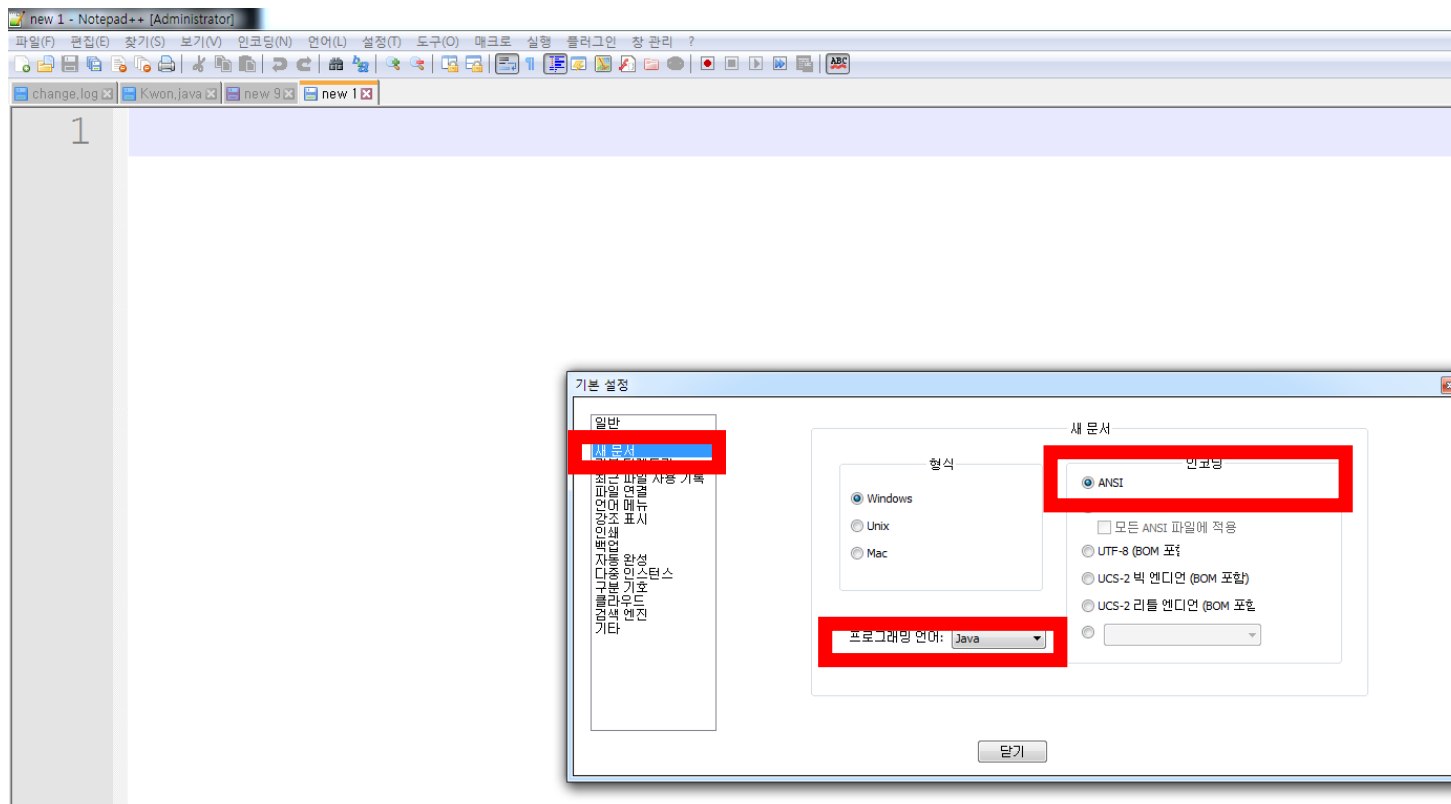 new 1 - Notepad++ [Administrator]
파일(F) 편집(E) 찾기(S) 보기(V) 인코딩(N) 언어(L) 설정(T) 도구(O) 매크로 실행 플러그인 창 관리 ?
ABC
change.log Kwon.java new 9 new 1
1
기본 설정
일반
새 문서
최근 파일 사용 기록
파일 연결
언어 메뉴
강조 표시
인쇄
백업
자동 완성
다중 인스턴스
구분 기호
클라우드
검색 엔진
기타
새 문서
형식
Windows
Unix
Mac
프로그래밍 언어: Java
인코딩
ANSI
모든 ANSI 파일에 적용
UTF-8 (BOM
UCS-2 빅 엔디언 (BOM 포함)
UCS-2 리틀 엔디언 (BOM
닫기